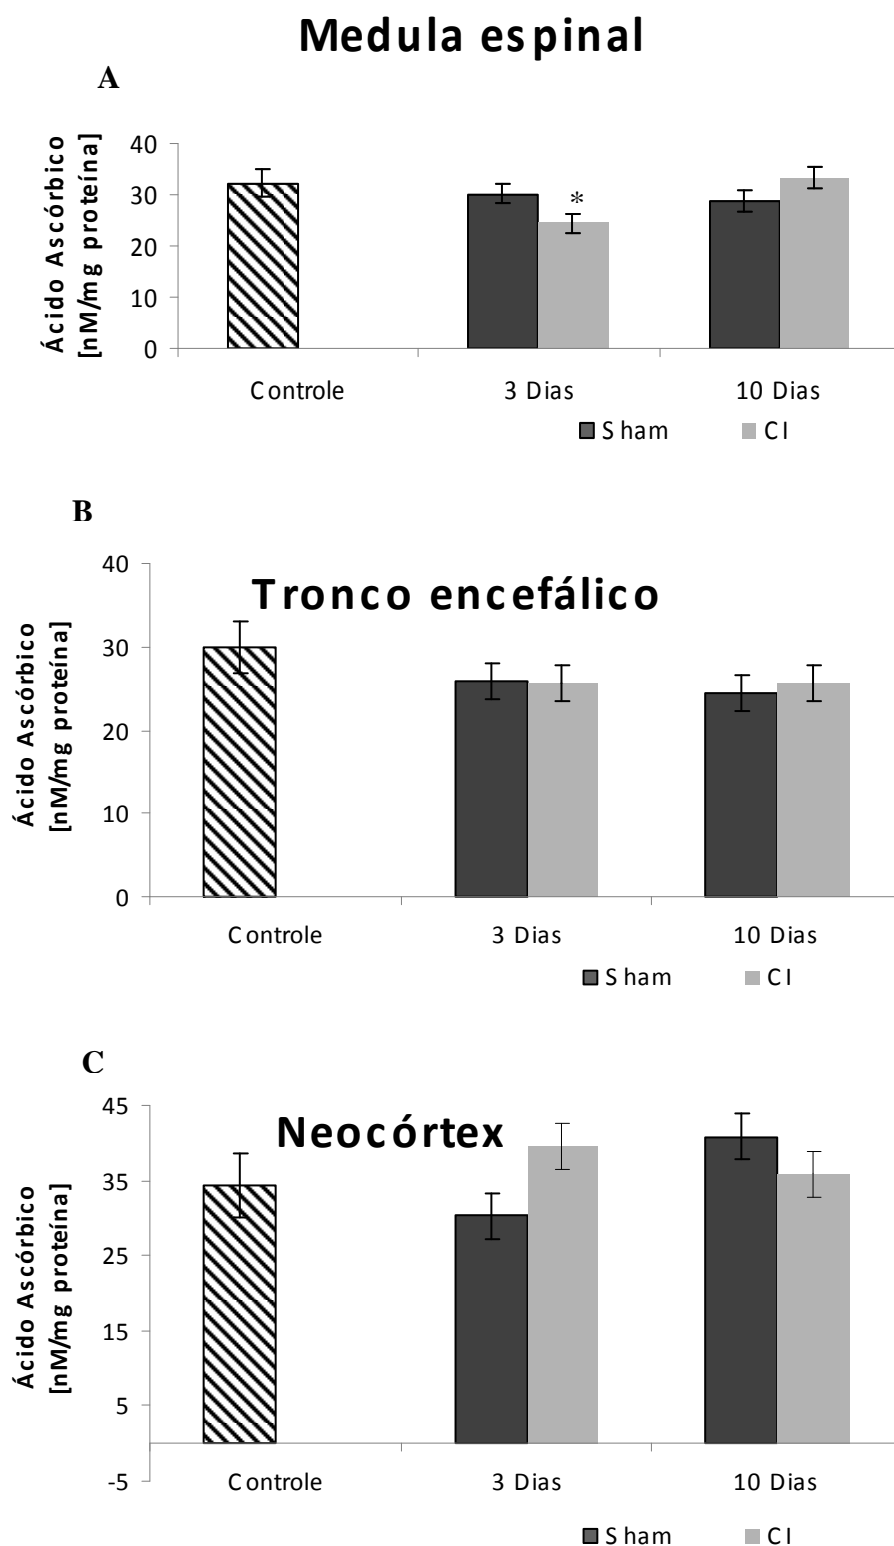 Medula espinal
A
Ácido Ascórbico
[nM/mg proteína]
40
30
20
10
0
*
Controle
3 Dias
10 Dias
Sham
CI
B
Tronco encefálico
Ácido Ascórbico
[nM/mg proteína]
40
30
20
10
0
Controle
3 Dias
10 Dias
Sham
CI
C
Neocórtex
Ácido Ascórbico
[nM/mg proteína]
45
35
25
15
5
-5
Controle
3 Dias
10 Dias
Sham
CI